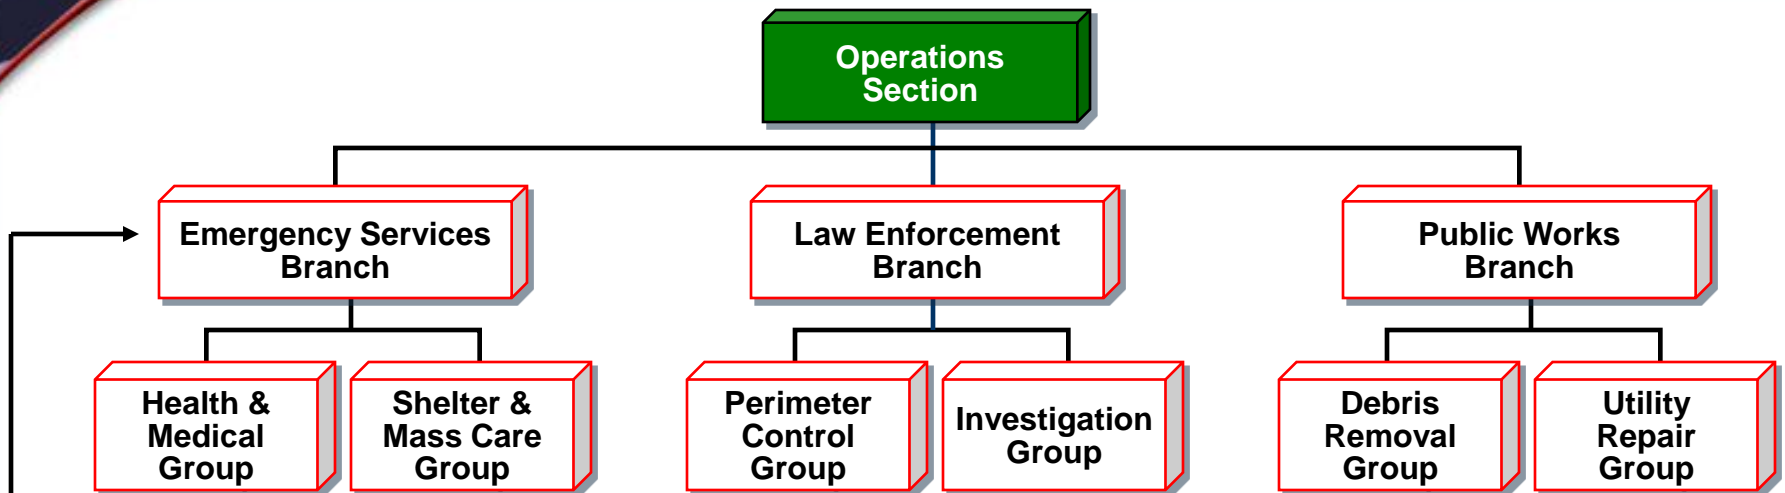 Operations
Section
Emergency Services
Branch
Law Enforcement
Branch
Public Works
Branch
Health &
Medical
Group
Shelter &
Mass Care
Group
Perimeter
Control
Group
Investigation
Group
Debris
Removal
Group
Utility
Repair
Group